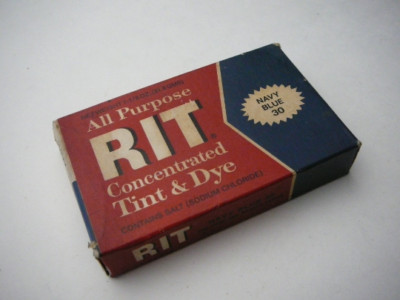 All Purpose
RIT®
Concentrated
Tint & Dye
CONTAINS SALT (SODIUM CHLORIDE)
NAVY
BLUE
30
RIT